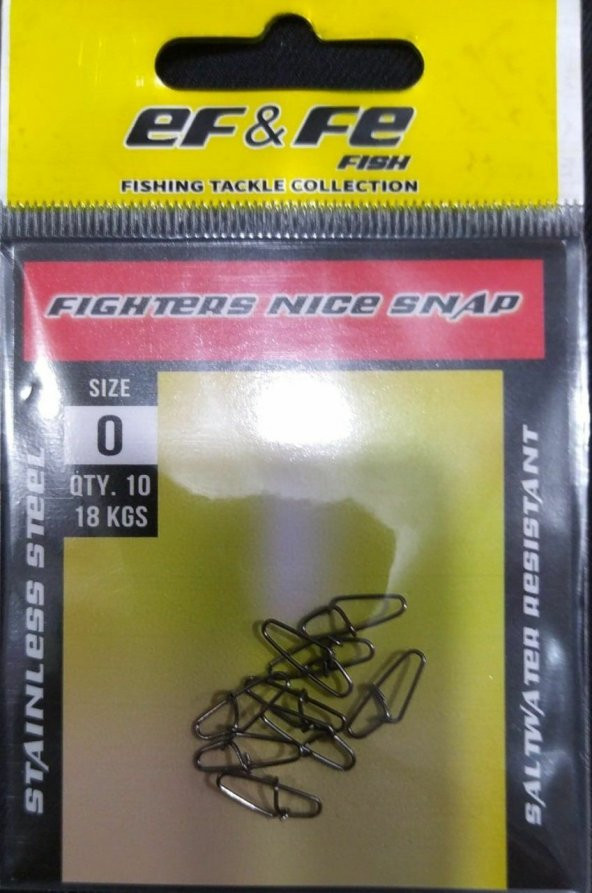 eF & Fe
FISH
FISHING TACKLE COLLECTION
FIGHTERS NICE SNAP
SIZE
0
QTY. 10
18 KGS
STAINLESS STEEL
SALTWATER RESISTANT